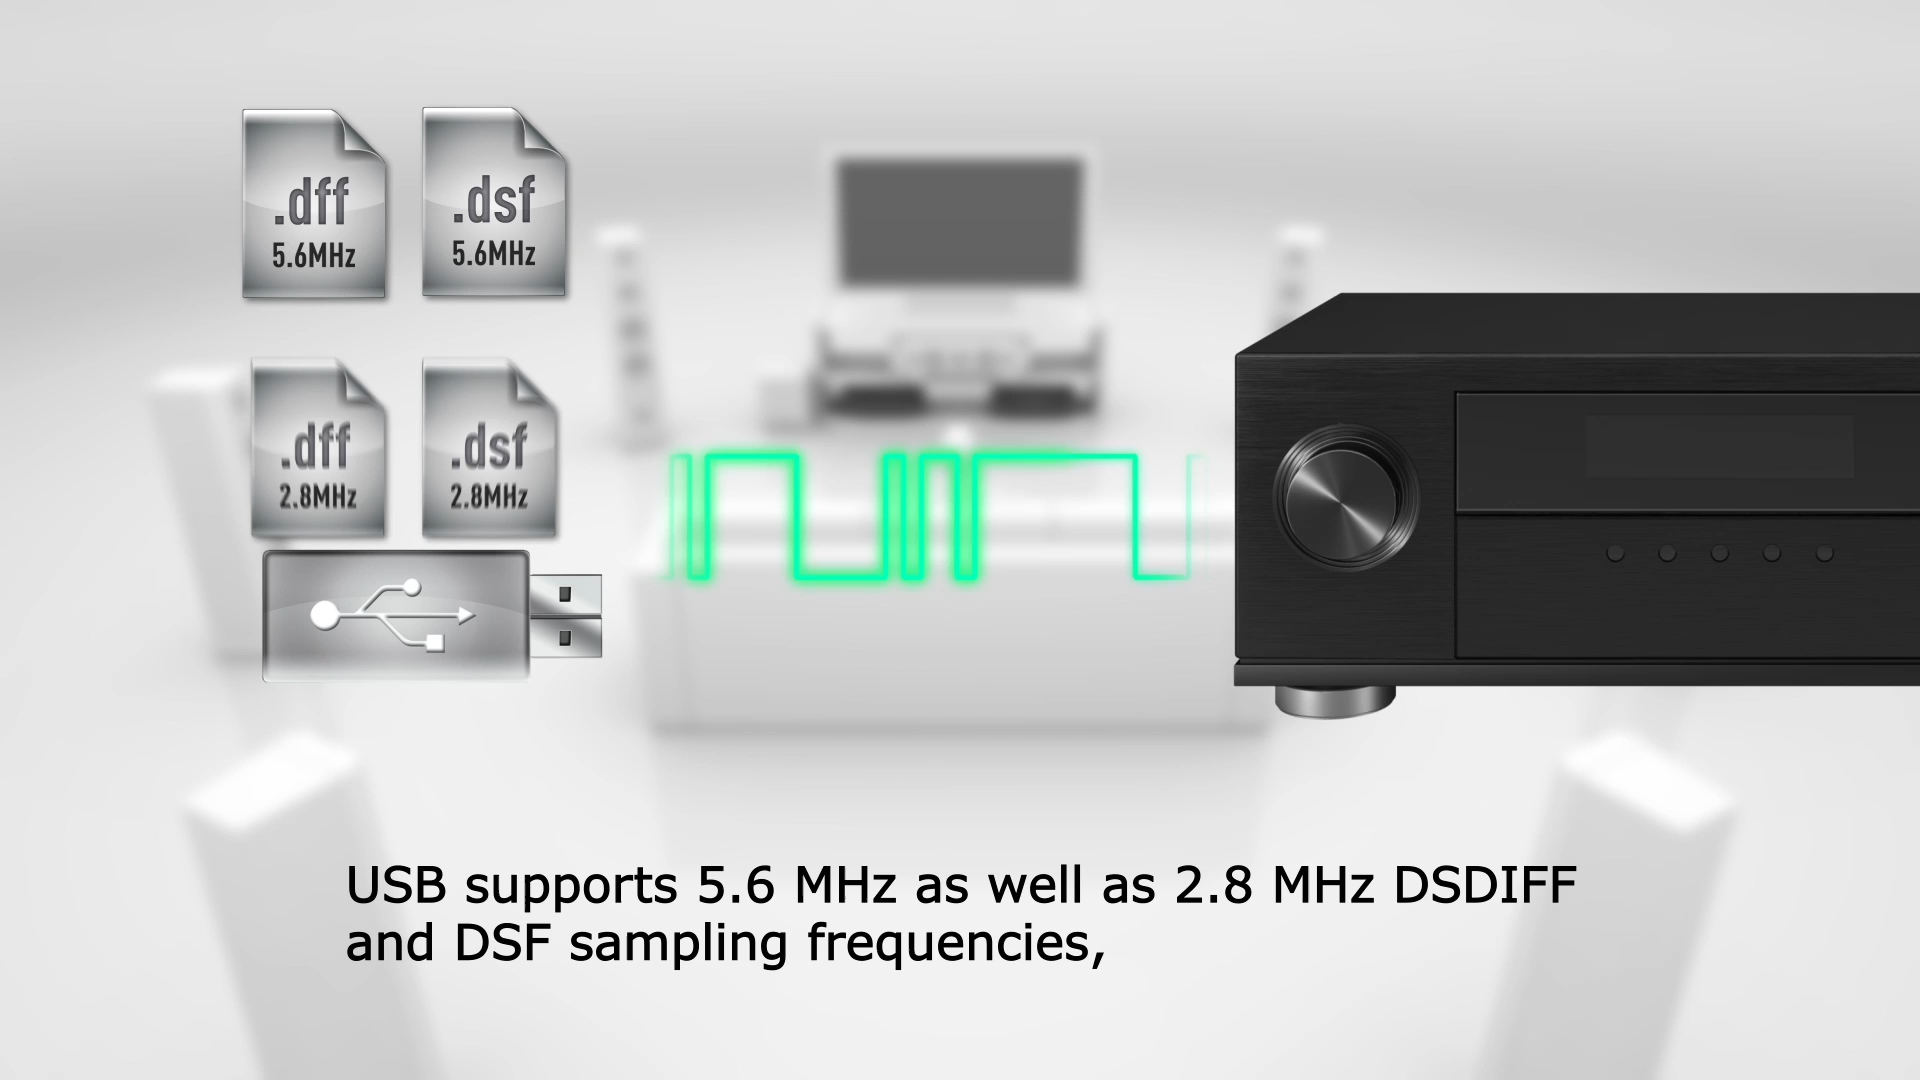 .dff
5.6MHz
.dsf
5.6MHz
.dff
2.8MHz
.dsf
2.8MHz
USB supports 5.6 MHz as well as 2.8 MHz DSDIFF
and DSF sampling frequencies,